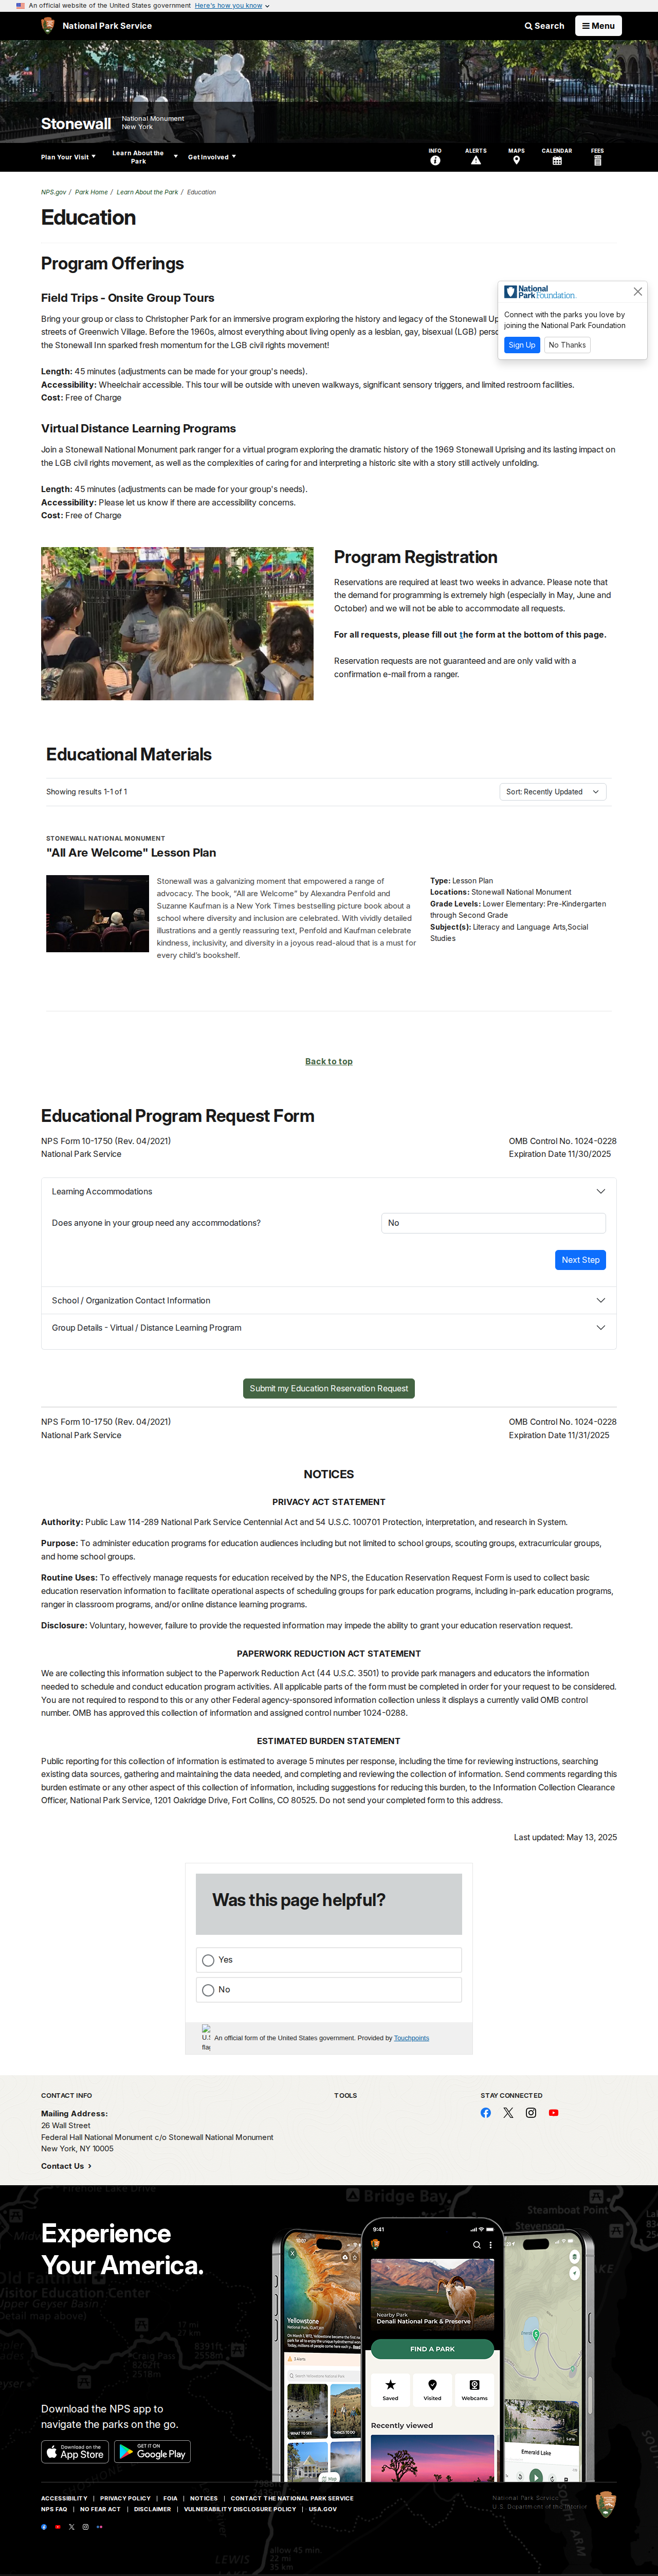 An official website of the United States government Here's how you know
National Park Service
Search
Menu
Stonewall
National Monument
New York
Plan Your Visit
Learn About the
Park
Get Involved
INFO
ALERTS
MAPS
CALENDAR
FEES
NPS.gov / Park Home / Learn About the Park / Education
Education
Program Offerings
Field Trips - Onsite Group Tours
Bring your group or class to Christopher Park for an immersive program exploring the history and legacy of the Stonewall
streets of Greenwich Village. Before the 1960s, almost everything about living openly as a lesbian, gay, bisexual (LGB)
the Stonewall Inn sparked fresh momentum for the LGB civil rights movement!
National
Park Foundation
Connect with the parks you love by
joining the National Park Foundation
Sign Up
No Thanks
Length: 45 minutes (adjustments can be made for your group's needs).
Accessibility: Wheelchair accessible. This tour will be outside with uneven walkways, significant sensory triggers, and limited restroom facilities.
Cost: Free of Charge
Virtual Distance Learning Programs
Join a Stonewall National Monument park ranger for a virtual program exploring the dramatic history of the 1969 Stonewall Uprising and its lasting impact on
the LGB civil rights movement, as well as the complexities of caring for and interpreting a historic site with a story still actively unfolding.
Length: 45 minutes (adjustments can be made for your group's needs).
Accessibility: Please let us know if there are accessibility concerns.
Cost: Free of Charge
Program Registration
Reservations are required at least two weeks in advance. Please note that
the demand for programming is extremely high (especially in May, June and
October) and we will not be able to accommodate all requests.
For all requests, please fill out the form at the bottom of this page.
Reservation requests are not guaranteed and are only valid with a
confirmation e-mail from a ranger.
Educational Materials
Showing results 1-1 of 1
Sort: Recently Updated
STONEWALL NATIONAL MONUMENT
"All Are Welcome" Lesson Plan
Stonewall was a galvanizing moment that empowered a range of
advocacy. The book, "All are Welcome" by Alexandra Penfold and
Suzanne Kaufman is a New York Times bestselling picture book about a
school where diversity and inclusion are celebrated. With vividly detailed
illustrations and a gently reassuring text, Penfold and Kaufman celebrate
kindness, inclusivity, and diversity in a joyous read-aloud that is a must for
every child's bookshelf.
Type: Lesson Plan
Locations: Stonewall National Monument
Grade Levels: Lower Elementary: Pre-Kindergarten
through Second Grade
Subject(s): Literacy and Language Arts,Social
Studies
Back to top
Educational Program Request Form
NPS Form 10-1750 (Rev. 04/2021)
National Park Service
OMB Control No. 1024-0228
Expiration Date 11/30/2025
Learning Accommodations
Does anyone in your group need any accommodations?
No
Next Step
School / Organization Contact Information
Group Details - Virtual / Distance Learning Program
Submit my Education Reservation Request
NPS Form 10-1750 (Rev. 04/2021)
National Park Service
OMB Control No. 1024-0228
Expiration Date 11/31/2025
NOTICES
PRIVACY ACT STATEMENT
Authority: Public Law 114-289 National Park Service Centennial Act and 54 U.S.C. 100701 Protection, interpretation, and research in System.
Purpose: To administer education programs for education audiences including but not limited to school groups, scouting groups, extracurricular groups,
and home school groups.
Routine Uses: To effectively manage requests for education received by the NPS, the Education Reservation Request Form is used to collect basic
education reservation information to facilitate operational aspects of scheduling groups for park education programs, including in-park education programs,
ranger in classroom programs, and/or online distance learning programs.
Disclosure: Voluntary, however, failure to provide the requested information may impede the ability to grant your education reservation request.
PAPERWORK REDUCTION ACT STATEMENT
We are collecting this information subject to the Paperwork Reduction Act (44 U.S.C. 3501) to provide park managers and educators the information
needed to schedule and conduct education program activities. All applicable parts of the form must be completed in order for your request to be considered.
You are not required to respond to this or any other Federal agency-sponsored information collection unless it displays a currently valid OMB control
number. OMB has approved this collection of information and assigned control number 1024-0288.
ESTIMATED BURDEN STATEMENT
Public reporting for this collection of information is estimated to average 5 minutes per response, including the time for reviewing instructions, searching
existing data sources, gathering and maintaining the data needed, and completing and reviewing the collection of information. Send comments regarding this
burden estimate or any other aspect of this collection of information, including suggestions for reducing this burden, to the Information Collection Clearance
Officer, National Park Service, 1201 Oakridge Drive, Fort Collins, CO 80525. Do not send your completed form to this address.
Last updated: May 13, 2025
Was this page helpful?
Yes
No
An official form of the United States government. Provided by Touchpoints
CONTACT INFO
Mailing Address:
26 Wall Street
Federal Hall National Monument c/o Stonewall National Monument
New York, NY 10005
Contact Us
TOOLS
STAY CONNECTED
Experience
Your America.
9:41
Nearby Park
Denali National Park & Preserve
FIND A PARK
Saved
Visited
Webcams
Recently viewed
Yellowstone
WHAT TO SEE
THINGS TO DO
Emerald Lake
Bridge Bay
Steamboat Point
Craig Pass
8262ft
2518m
Download the NPS app to
navigate the parks on the go.
Download on the
App Store
GET IT ON
Google Play
ACCESSIBILITY | PRIVACY POLICY | FOIA | NOTICES | CONTACT THE NATIONAL PARK SERVICE
NPS FAQ | NO FEAR ACT | DISCLAIMER | VULNERABILITY DISCLOSURE POLICY | USA.GOV
National Park Service
U.S. Department of the Interior